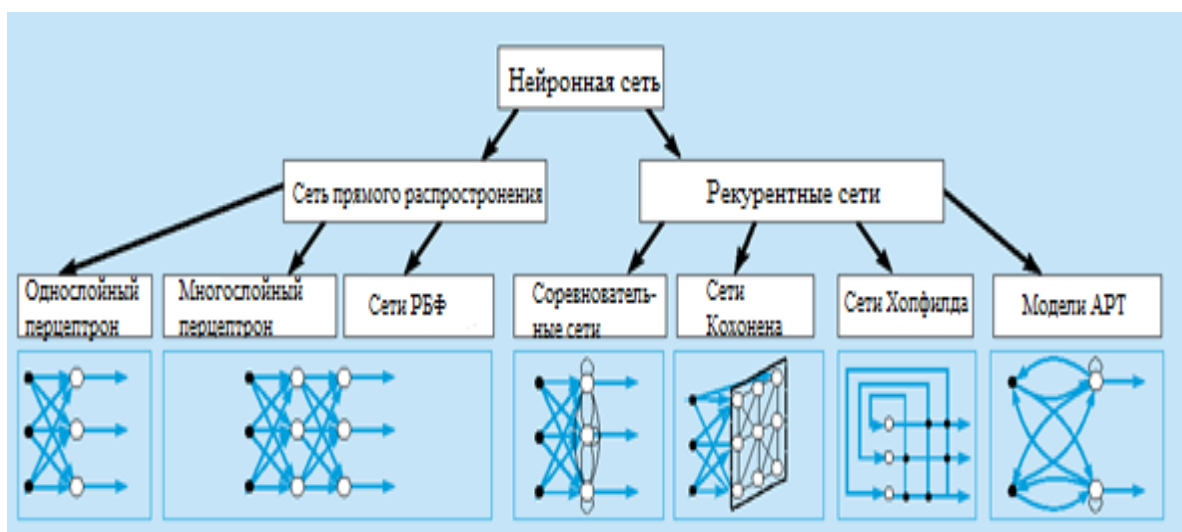 Нейронная сеть
Сеть прямого распростронения
Рекурентные сети
Однослойный
перцептрон
Многослойный
перцептрон
Сети РБФ
Соревнователь-
ные сети
Сети
Кохонена
Сети Хопфилда
Модели АРТ